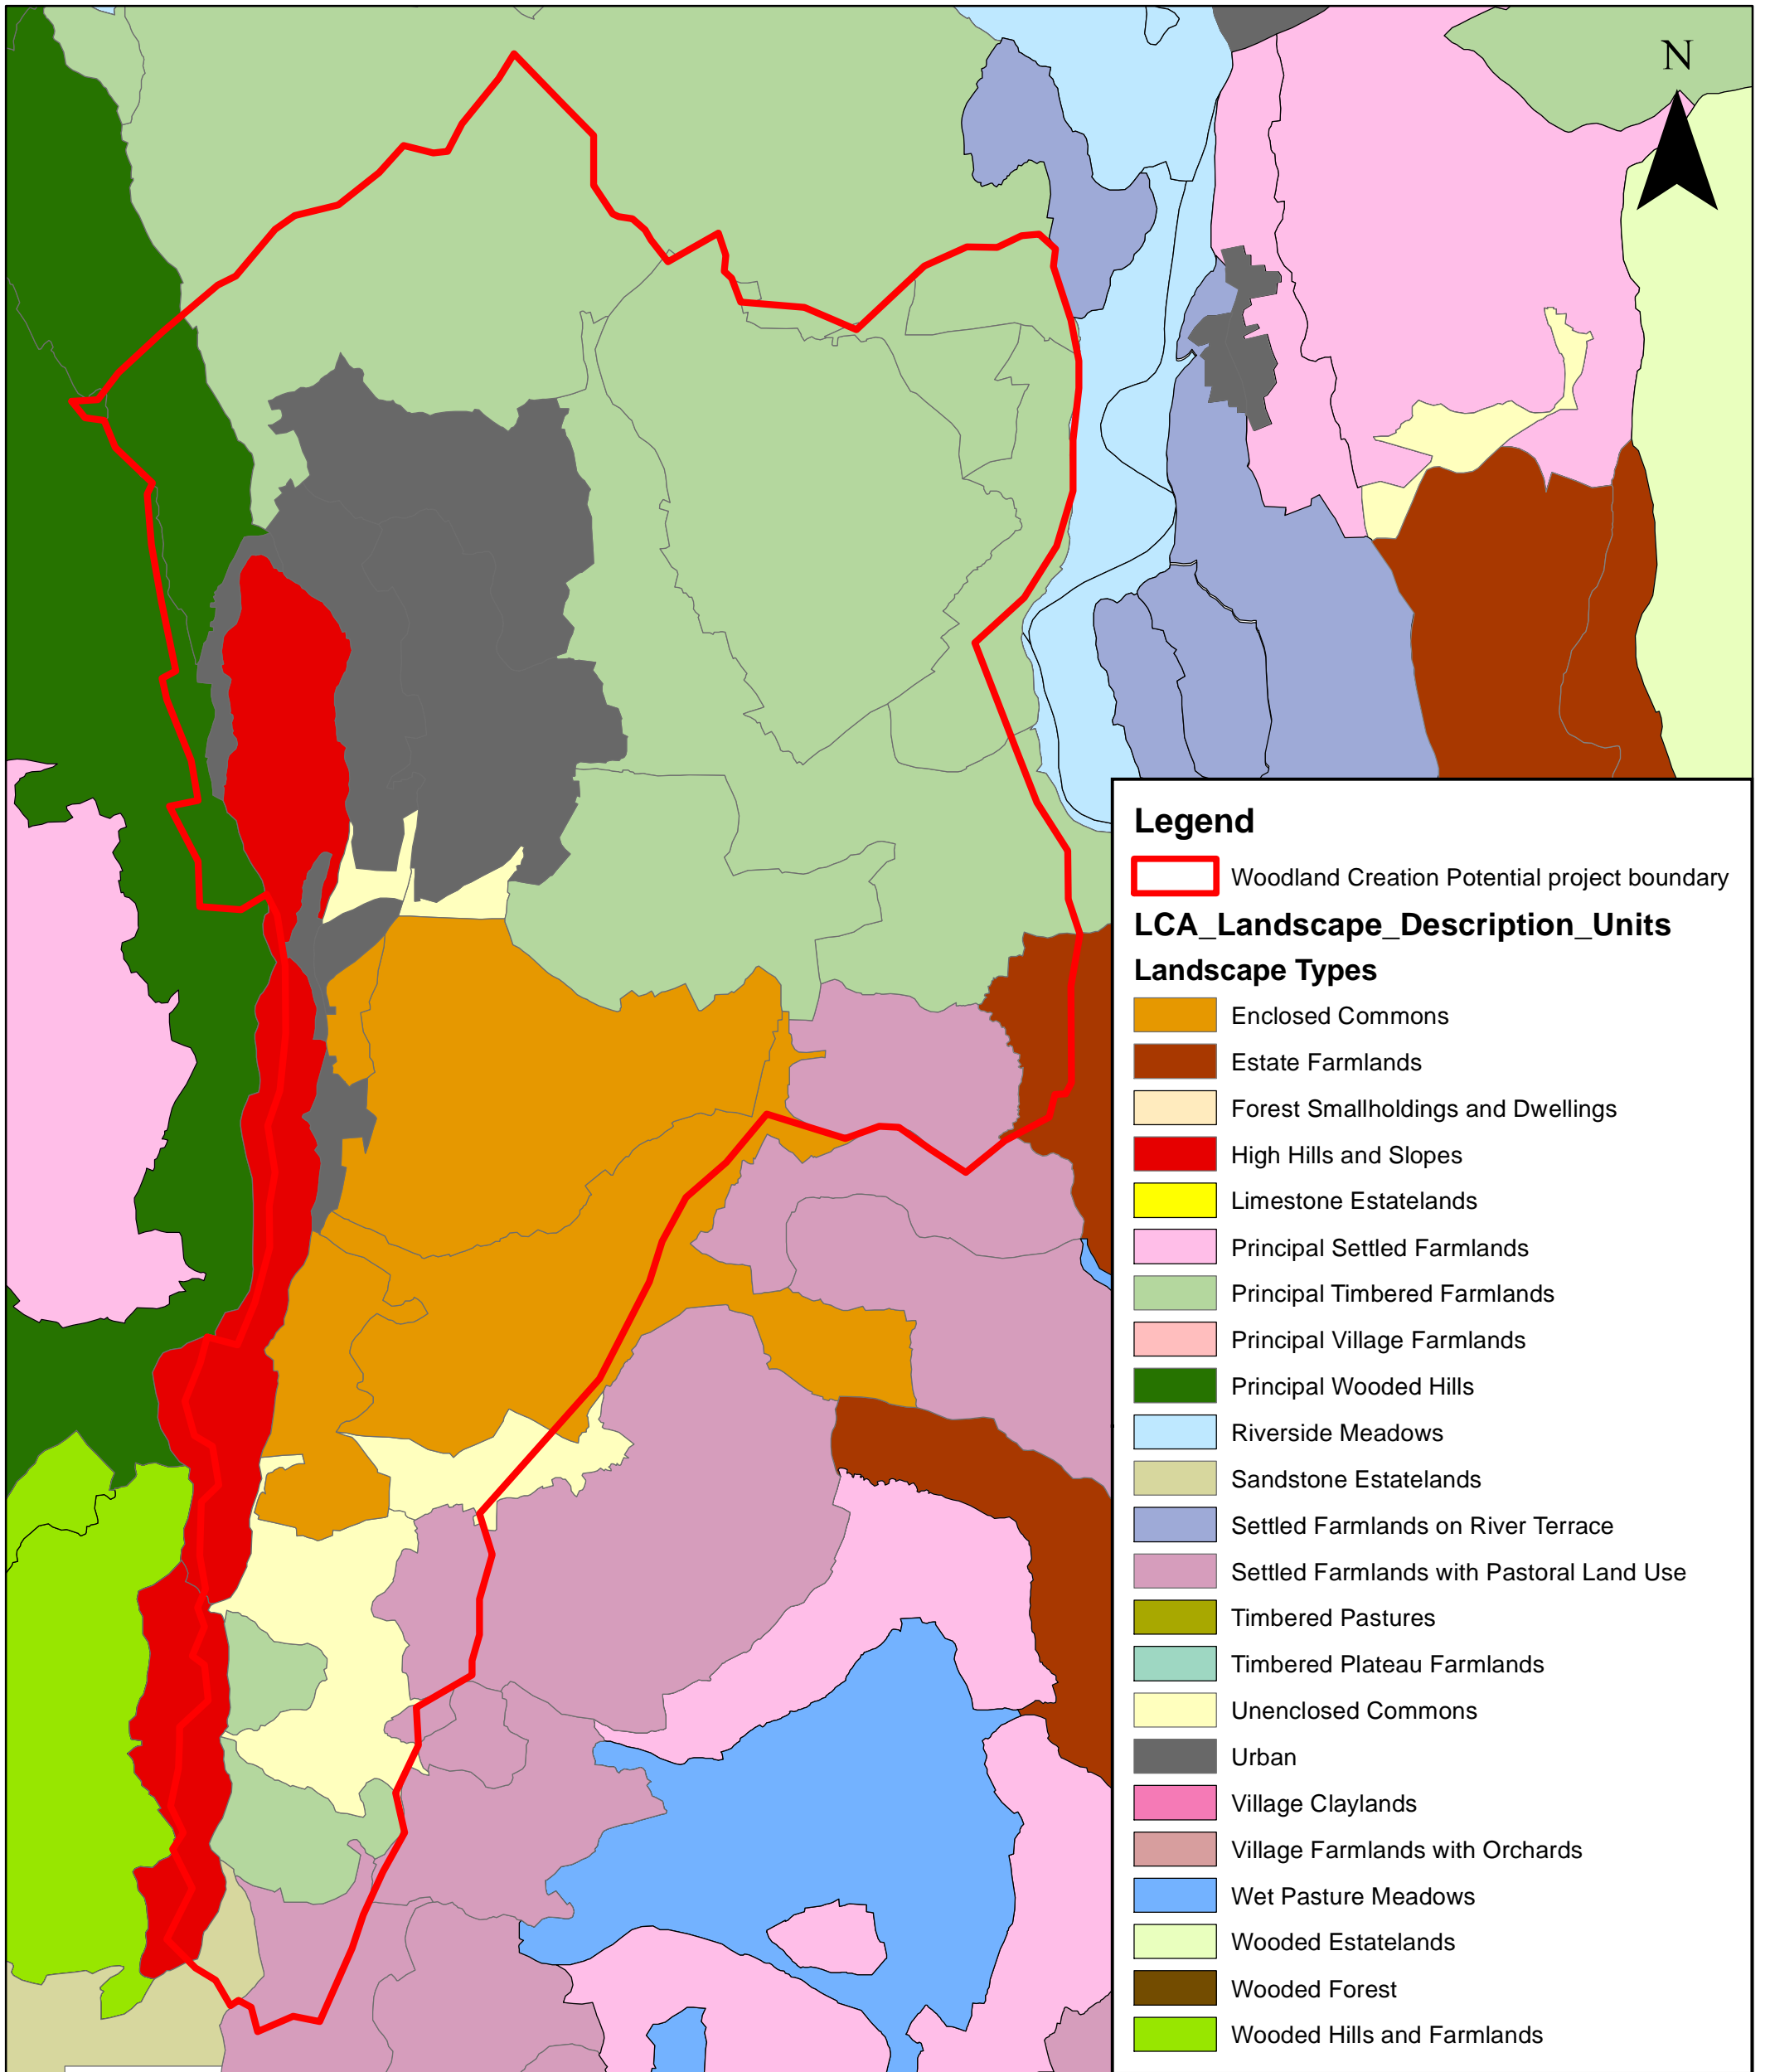 N
Legend
Woodland Creation Potential project boundary
LCA_Landscape_Description_Units
Landscape Types
Enclosed Commons
Estate Farmlands
Forest Smallholdings and Dwellings
High Hills and Slopes
Limestone Estatelands
Principal Settled Farmlands
Principal Timbered Farmlands
Principal Village Farmlands
Principal Wooded Hills
Riverside Meadows
Sandstone Estatelands
Settled Farmlands on River Terrace
Settled Farmlands with Pastoral Land Use
Timbered Pastures
Timbered Plateau Farmlands
Unenclosed Commons
Urban
Village Claylands
Village Farmlands with Orchards
Wet Pasture Meadows
Wooded Estatelands
Wooded Forest
Wooded Hills and Farmlands